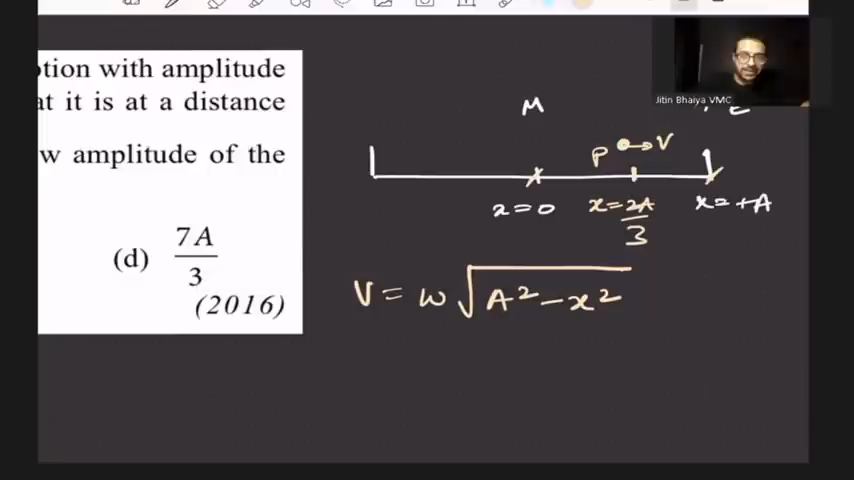 tion with amplitude
at it is at a distance
w amplitude of the
(d) 7A/3
(2016)
Jitin Bhaiya VMC
M
P V
x=0 x=2A/3 x=+A
V = ω√(A²-x²)